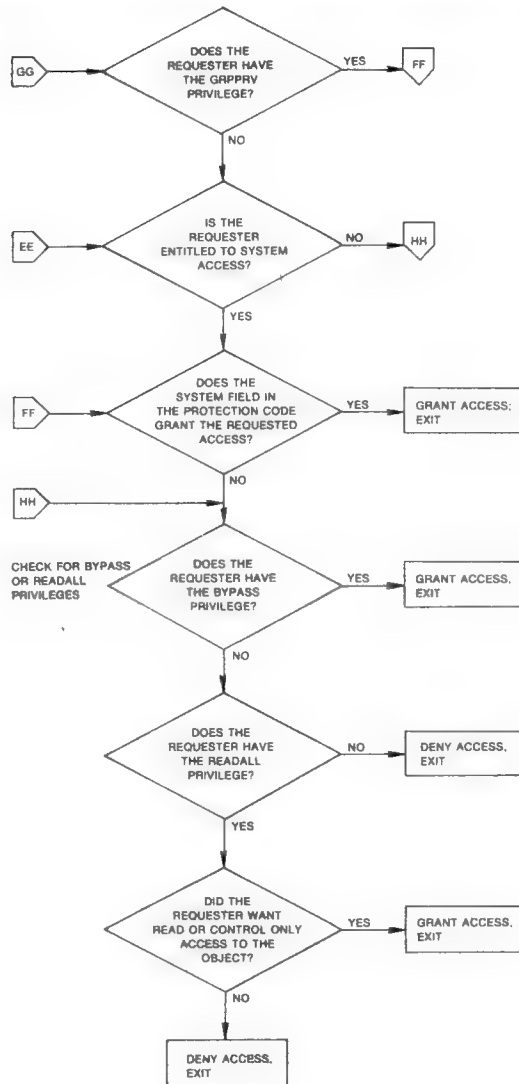 DOES THE
REQUESTER HAVE
THE GRPPRV
PRIVILEGE?
GG
YES
FF
NO
IS THE
REQUESTER
ENTITLED TO SYSTEM
ACCESS?
EE
NO
HH
YES
DOES THE
SYSTEM FIELD IN
THE PROTECTION CODE
GRANT THE REQUESTED
ACCESS?
FF
YES
GRANT ACCESS;
EXIT
NO
HH
CHECK FOR BYPASS
OR READALL
PRIVILEGES
DOES THE
REQUESTER HAVE
THE BYPASS
PRIVILEGE?
YES
GRANT ACCESS,
EXIT
NO
DOES THE
REQUESTER HAVE
THE READALL
PRIVILEGE?
NO
DENY ACCESS,
EXIT
YES
DID THE
REQUESTER WANT
READ OR CONTROL ONLY
ACCESS TO THE
OBJECT?
YES
GRANT ACCESS,
EXIT
NO
DENY ACCESS,
EXIT